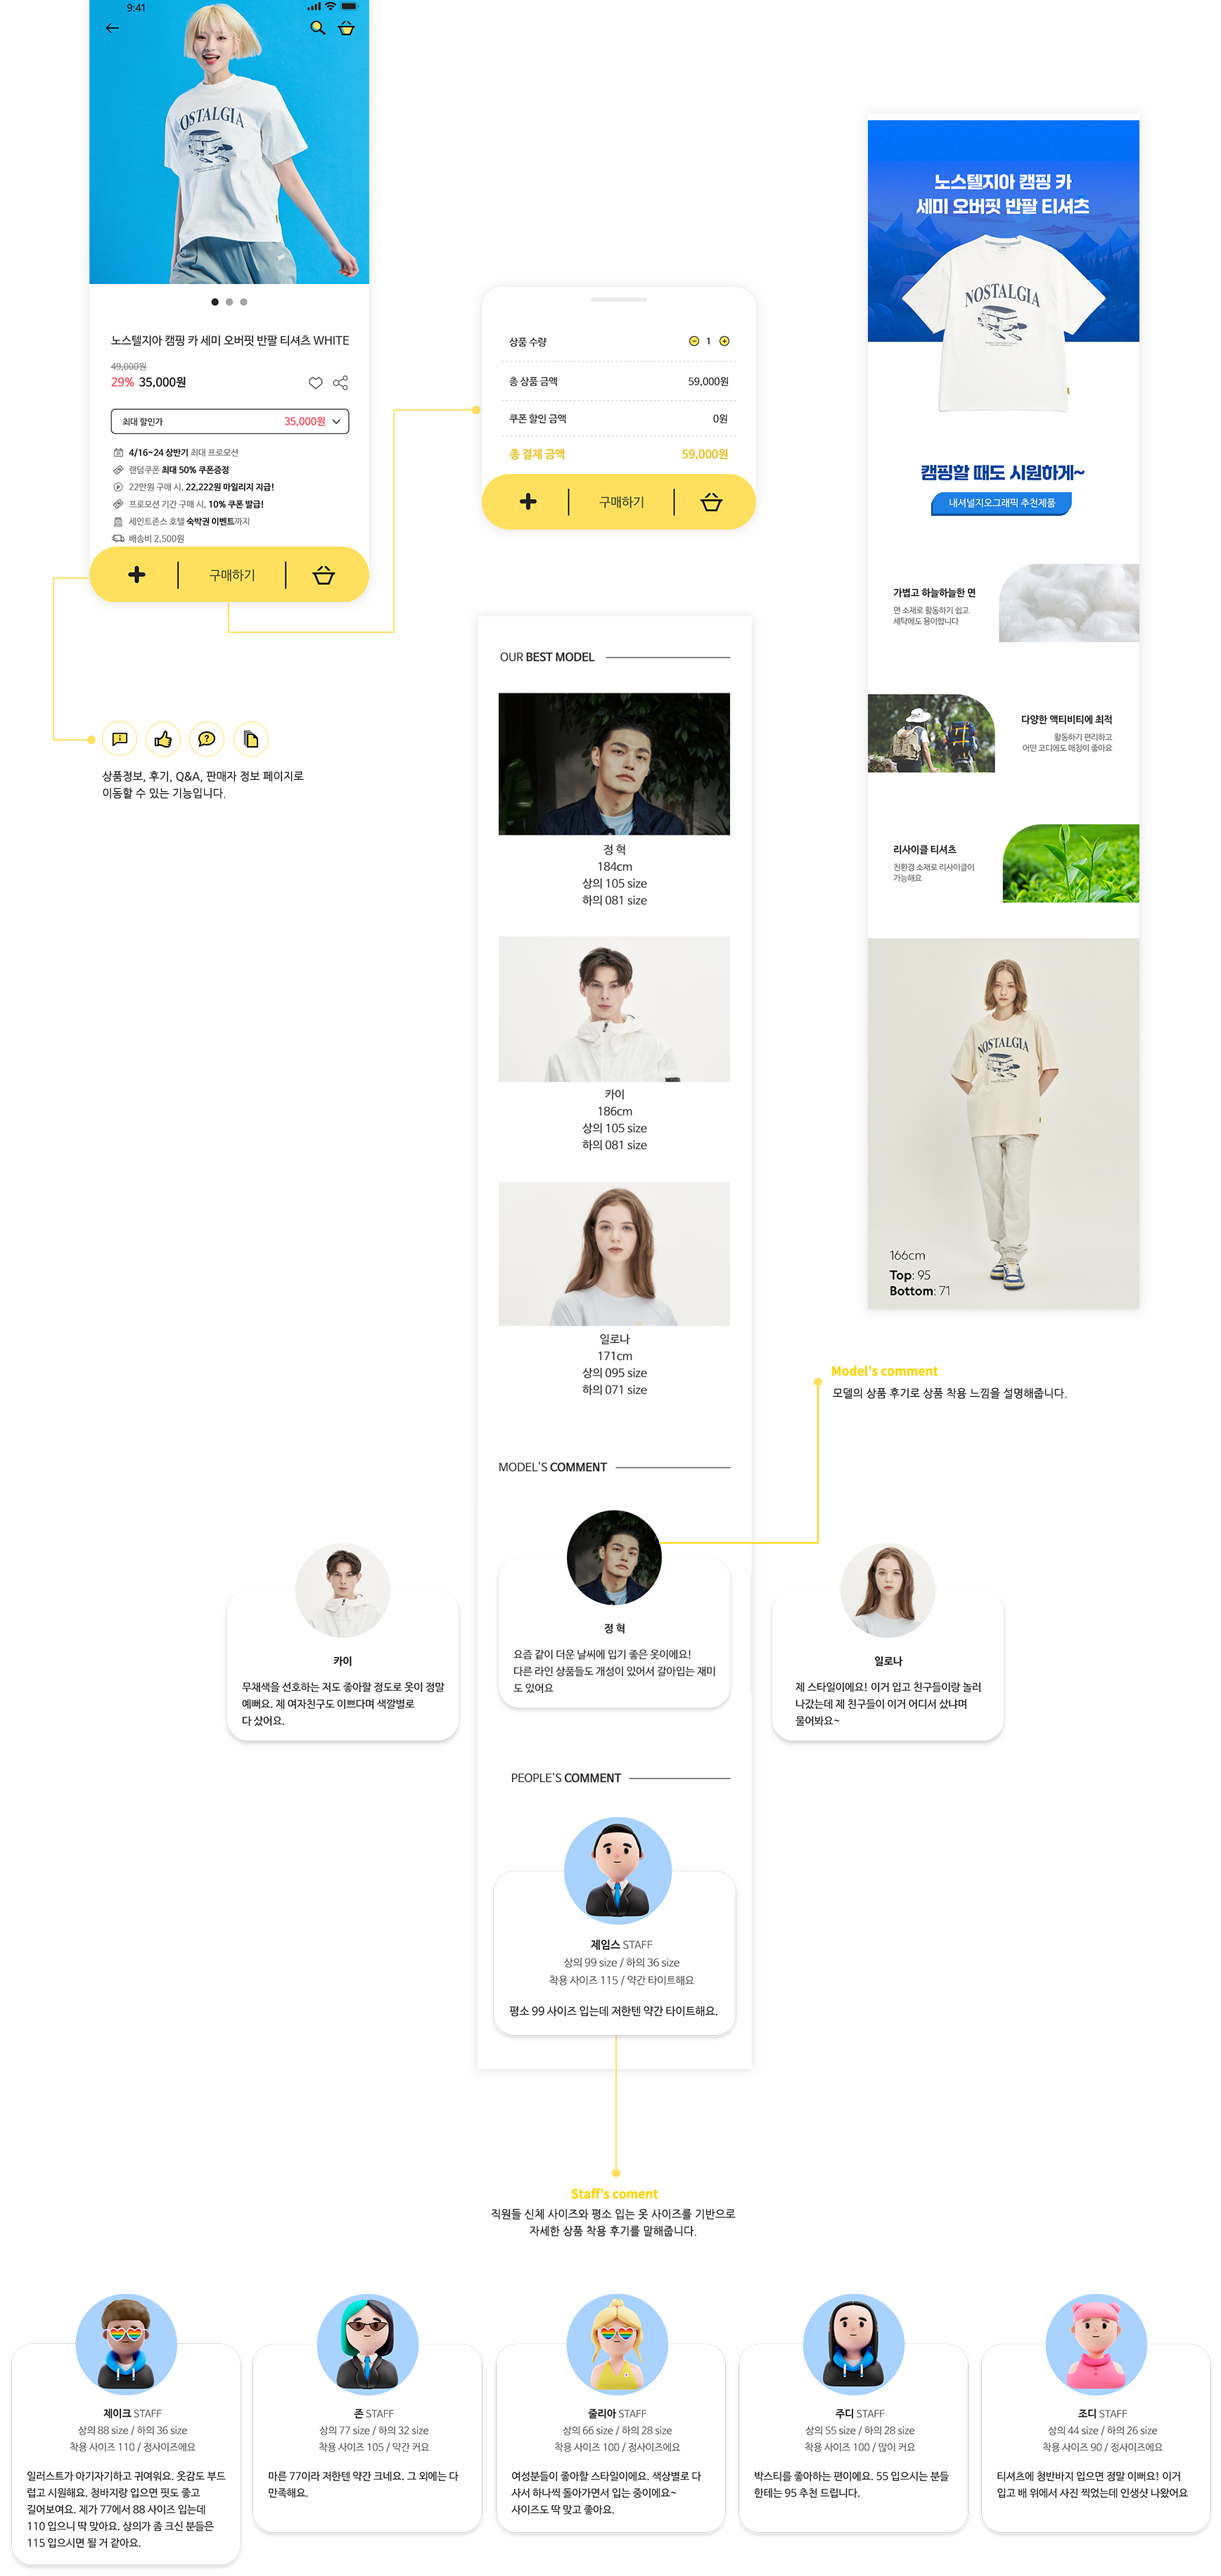 9:41
NOSTALGIA
노스텔지아 캠핑 카 세미 오버핏 반팔 티셔츠 WHITE
49,000원
29% 35,000원
최대 할인가 35,000원
4/16~24 상반기 최대 프로모션
랜덤쿠폰 최대 50% 쿠폰증정
22만원 구매 시, 22,222원 마일리지 지급!
프로모션 기간 구매 시, 10% 쿠폰 발급!
세인트존스 호텔 숙박권 이벤트까지
배송비 2,500원
구매하기
상품정보, 후기, Q&A, 판매자 정보 페이지로
이동할 수 있는 기능입니다.
상품 수량 1
총 상품 금액 59,000원
쿠폰 할인 금액 0원
총 결제 금액 59,000원
구매하기
노스텔지아 캠핑 카
세미 오버핏 반팔 티셔츠
NOSTALGIA
캠핑할 때도 시원하게~
내셔널지오그래픽 추천제품
가볍고 하늘하늘한 면
면 소재로 활동하기 쉽고
세탁에도 용이합니다
다양한 액티비티에 최적
활동하기 편리하고
어떤 코디에도 매칭이 좋아요
리사이클 티셔츠
친환경 소재로 리사이클이
가능해요
NOSTALGIA
166cm
Top: 95
Bottom: 71
OUR BEST MODEL
정 혁
184cm
상의 105 size
하의 081 size
카이
186cm
상의 105 size
하의 081 size
일로나
171cm
상의 095 size
하의 071 size
Model's comment
모델의 상품 후기로 상품 착용 느낌을 설명해줍니다.
MODEL'S COMMENT
카이
무채색을 선호하는 저도 좋아할 정도로 옷이 정말
예뻐요. 제 여자친구도 이쁘다며 색깔별로
다 샀어요.
정 혁
요즘 같이 더운 날씨에 입기 좋은 옷이에요!
다른 라인 상품들도 개성이 있어서 갈아입는 재미
도 있어요
일로나
제 스타일이에요! 이거 입고 친구들이랑 놀러
나갔는데 제 친구들이 이거 어디서 샀냐며
물어봐요~
PEOPLE'S COMMENT
제임스 STAFF
상의 99 size / 하의 36 size
착용 사이즈 115 / 약간 타이트해요
평소 99 사이즈 입는데 저한텐 약간 타이트해요.
Staff's coment
직원들 신체 사이즈와 평소 입는 옷 사이즈를 기반으로
자세한 상품 착용 후기를 말해줍니다.
제이크 STAFF
상의 88 size / 하의 36 size
착용 사이즈 110 / 정사이즈에요
일러스트가 아기자기하고 귀여워요. 옷감도 부드
럽고 시원해요. 청바지랑 입으면 핏도 좋고
길어보여요. 제가 77에서 88 사이즈 입는데
110 입으니 딱 맞아요. 상의가 좀 크신 분들은
115 입으시면 될 거 같아요.
존 STAFF
상의 77 size / 하의 32 size
착용 사이즈 105 / 약간 커요
마른 77이라 저한텐 약간 크네요. 그 외에는 다
만족해요.
줄리아 STAFF
상의 66 size / 하의 28 size
착용 사이즈 100 / 정사이즈에요
여성분들이 좋아할 스타일이에요. 색상별로 다
사서 하나씩 돌아가면서 입는 중이에요~
사이즈도 딱 맞고 좋아요.
주디 STAFF
상의 55 size / 하의 28 size
착용 사이즈 100 / 많이 커요
박스티를 좋아하는 편이에요. 55 입으시는 분들
한테는 95 추천 드립니다.
조디 STAFF
상의 44 size / 하의 26 size
착용 사이즈 90 / 정사이즈에요
티셔츠에 청반바지 입으면 정말 이뻐요! 이거
입고 배 위에서 사진 찍었는데 인생샷 나왔어요